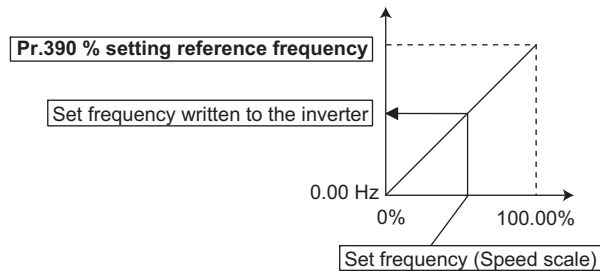 Pr.390 % setting reference frequency
Set frequency written to the inverter
0.00 Hz
0%
100.00%
Set frequency (Speed scale)